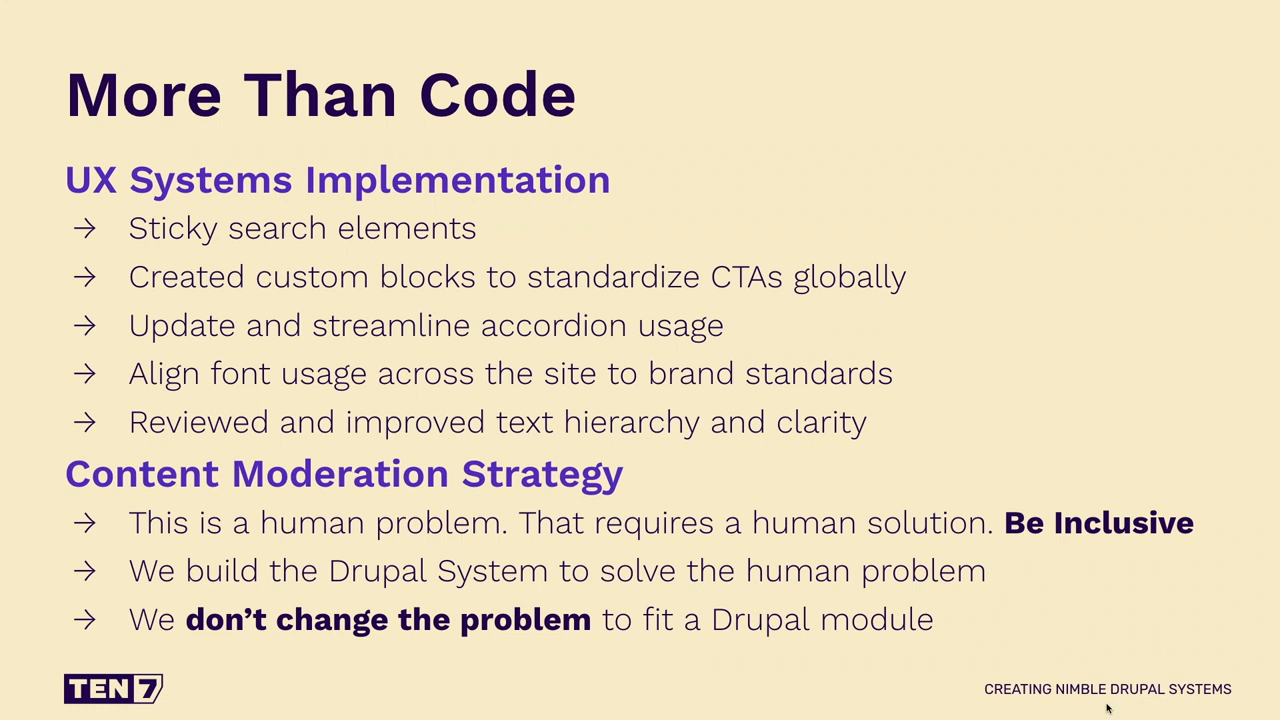 More Than Code
UX Systems Implementation
→ Sticky search elements
→ Created custom blocks to standardize CTAs globally
→ Update and streamline accordion usage
→ Align font usage across the site to brand standards
→ Reviewed and improved text hierarchy and clarity
Content Moderation Strategy
→ This is a human problem. That requires a human solution. Be Inclusive
→ We build the Drupal System to solve the human problem
→ We don’t change the problem to fit a Drupal module
TEN7
CREATING NIMBLE DRUPAL SYSTEMS